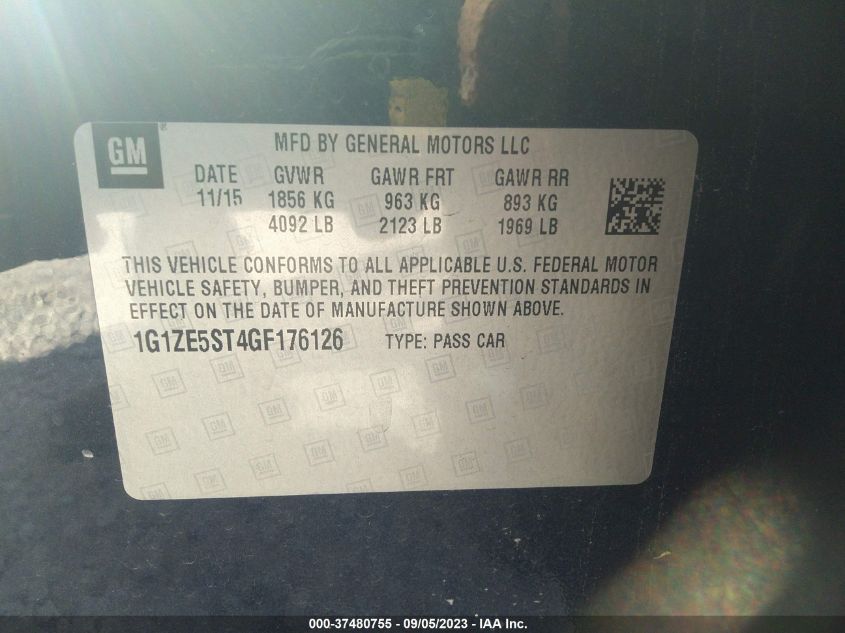 GM
MFD BY GENERAL MOTORS LLC
DATE GVWR GAWR FRT GAWR RR
11/15 1856 KG 963 KG 893 KG
4092 LB 2123 LB 1969 LB
THIS VEHICLE CONFORMS TO ALL APPLICABLE U.S. FEDERAL MOTOR
VEHICLE SAFETY, BUMPER, AND THEFT PREVENTION STANDARDS IN
EFFECT ON THE DATE OF MANUFACTURE SHOWN ABOVE.
1G1ZE5ST4GF176126 TYPE: PASS CAR
000-37480755 - 09/05/2023 - IAA Inc.